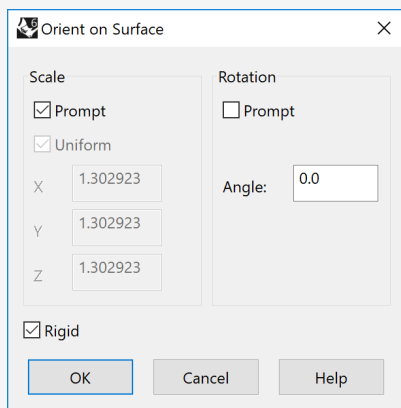 Orient on Surface
Scale
Prompt
Uniform
X 1.302923
Y 1.302923
Z 1.302923
Rotation
Prompt
Angle: 0.0
Rigid
OK Cancel Help